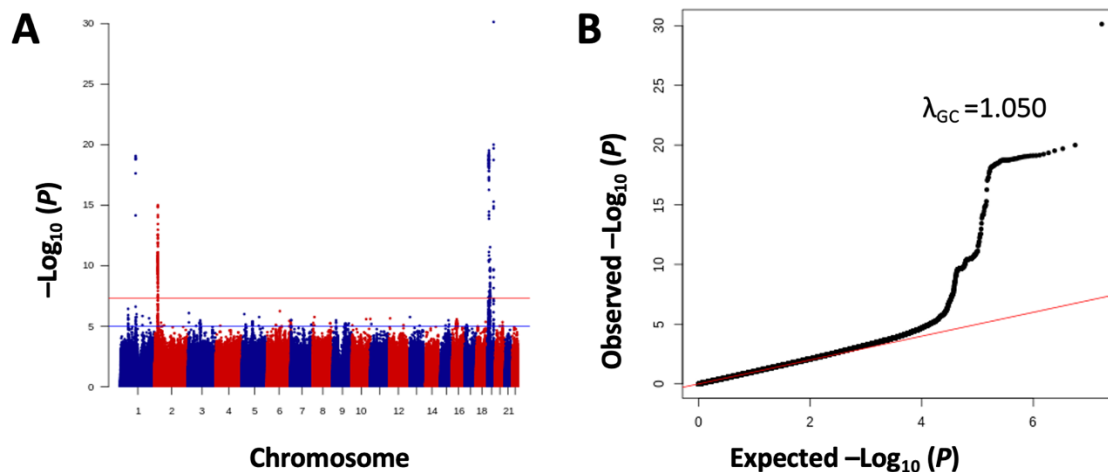 A
30
25
20
15
10
5
0
–Log10 (P)
1 2 3 4 5 6 7 8 9 10 12 14 16 18 21
Chromosome
B
30
25
20
15
10
5
0
Observed –Log10 (P)
λGC =1.050
0 2 4 6
Expected –Log10 (P)